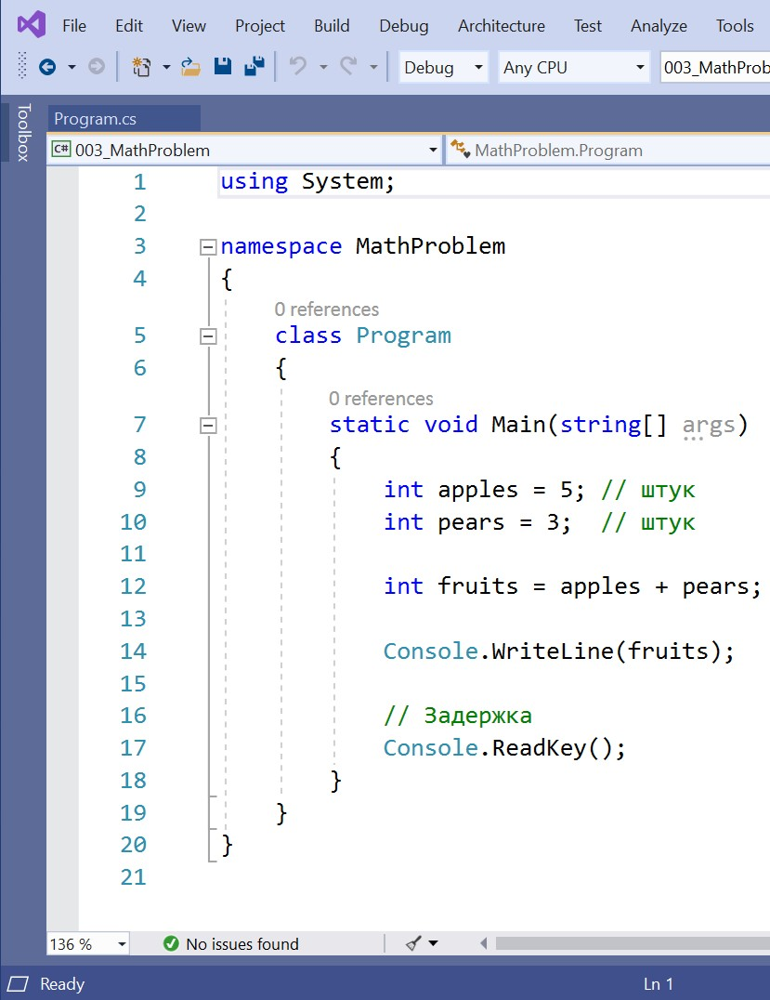 File Edit View Project Build Debug Architecture Test Analyze Tools
Debug Any CPU 003_MathProb
Toolbox
Program.cs
C# 003_MathProblem MathProblem.Program
1 using System;
2
3 namespace MathProblem
4 {
0 references
5 class Program
6 {
0 references
7 static void Main(string[] args)
8 {
9 int apples = 5; // штук
10 int pears = 3;  // штук
11
12 int fruits = apples + pears;
13
14 Console.WriteLine(fruits);
15
16 // Задержка
17 Console.ReadKey();
18 }
19 }
20 }
21
136 % No issues found
Ready Ln 1